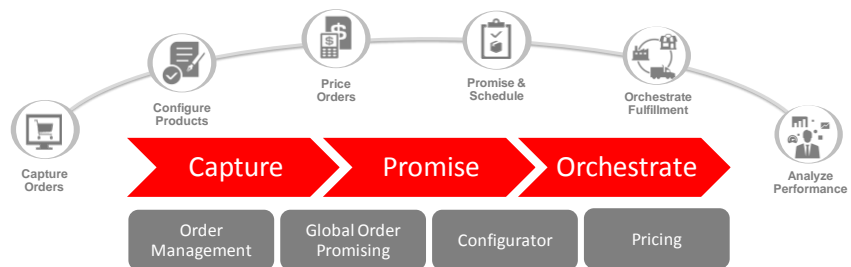 Capture
Orders
Configure
Products
Price
Orders
Promise &
Schedule
Orchestrate
Fulfillment
Analyze
Performance
Capture
Promise
Orchestrate
Order
Management
Global Order
Promising
Configurator
Pricing